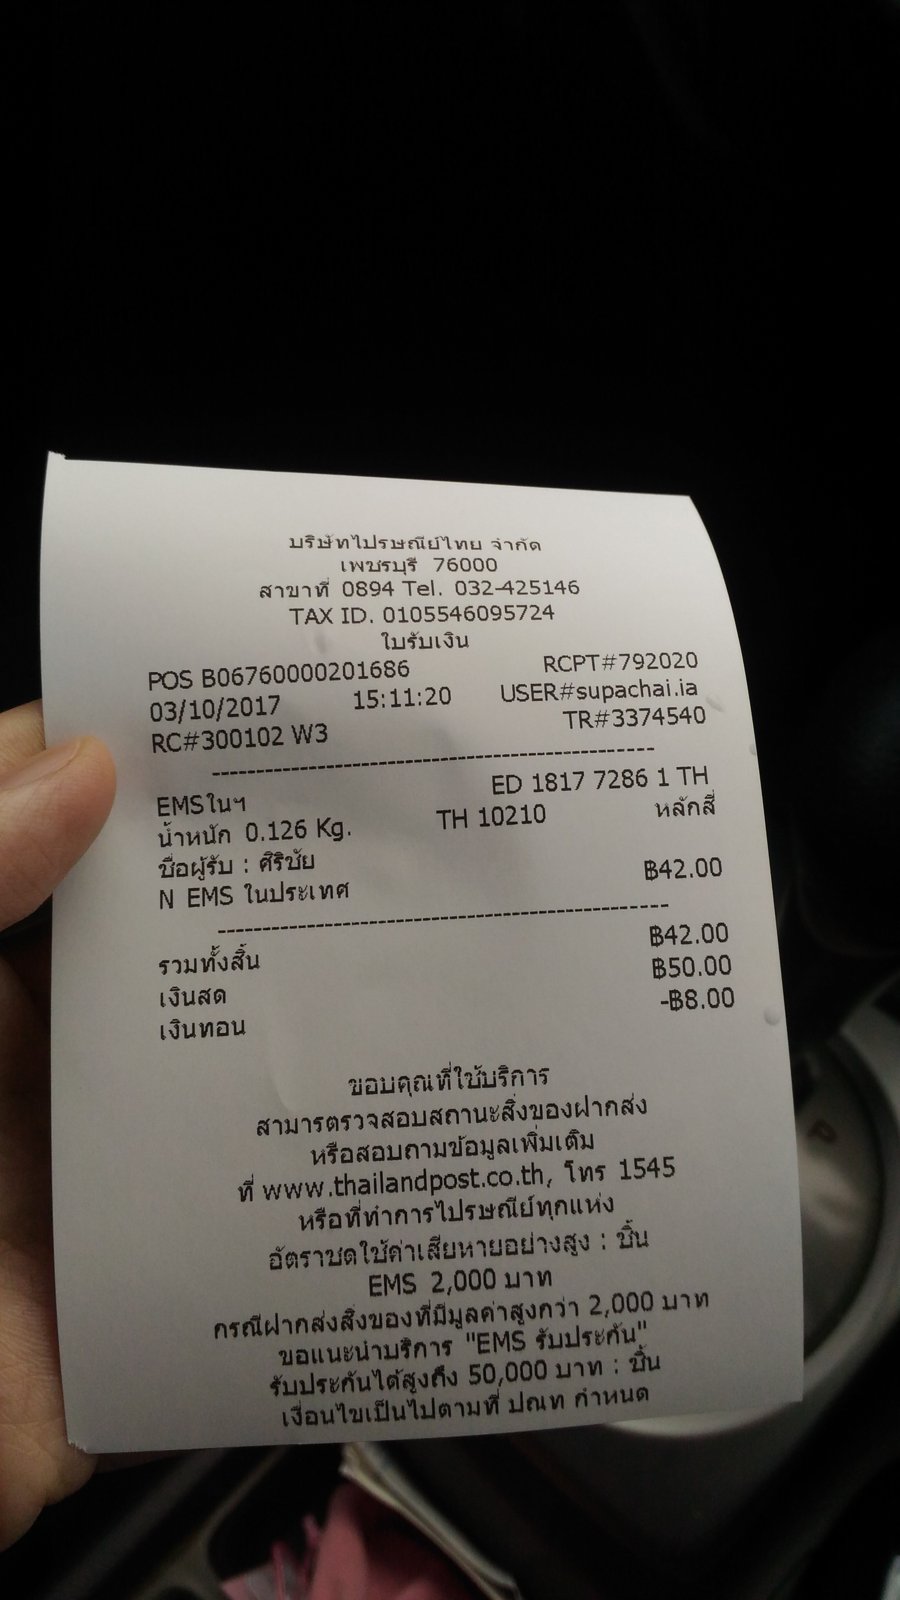 บริษัทไปรษณีย์ไทย จำกัด
เพชรบุรี 76000
สาขาที่ 0894 Tel. 032-425146
TAX ID. 0105546095724
ใบรับเงิน
POS B06760000201686 RCPT#792020
03/10/2017 15:11:20 USER#supachai.ia
RC#300102 W3 TR#3374540
EMSในฯ ED 1817 7286 1 TH
น้ำหนัก 0.126 Kg. TH 10210 หลักสี่
ชื่อผู้รับ : ศิริชัย
N EMS ในประเทศ ฿42.00
รวมทั้งสิ้น ฿42.00
เงินสด ฿50.00
เงินทอน -฿8.00
ขอบคุณที่ใช้บริการ
สามารตรวจสอบสถานะสิ่งของฝากส่ง
หรือสอบถามข้อมูลเพิ่มเติม
ที่ www.thailandpost.co.th, โทร 1545
หรือที่ทำการไปรษณีย์ทุกแห่ง
อัตราชดใช้ค่าเสียหายอย่างสูง : ชิ้น
EMS 2,000 บาท
กรณีฝากส่งสิ่งของที่มีมูลค่าสูงกว่า 2,000 บาท
ขอแนะนำบริการ "EMS รับประกัน"
รับประกันได้สูงถึง 50,000 บาท : ชิ้น
เงื่อนไขเป็นไปตามที่ ปณท กำหนด
P